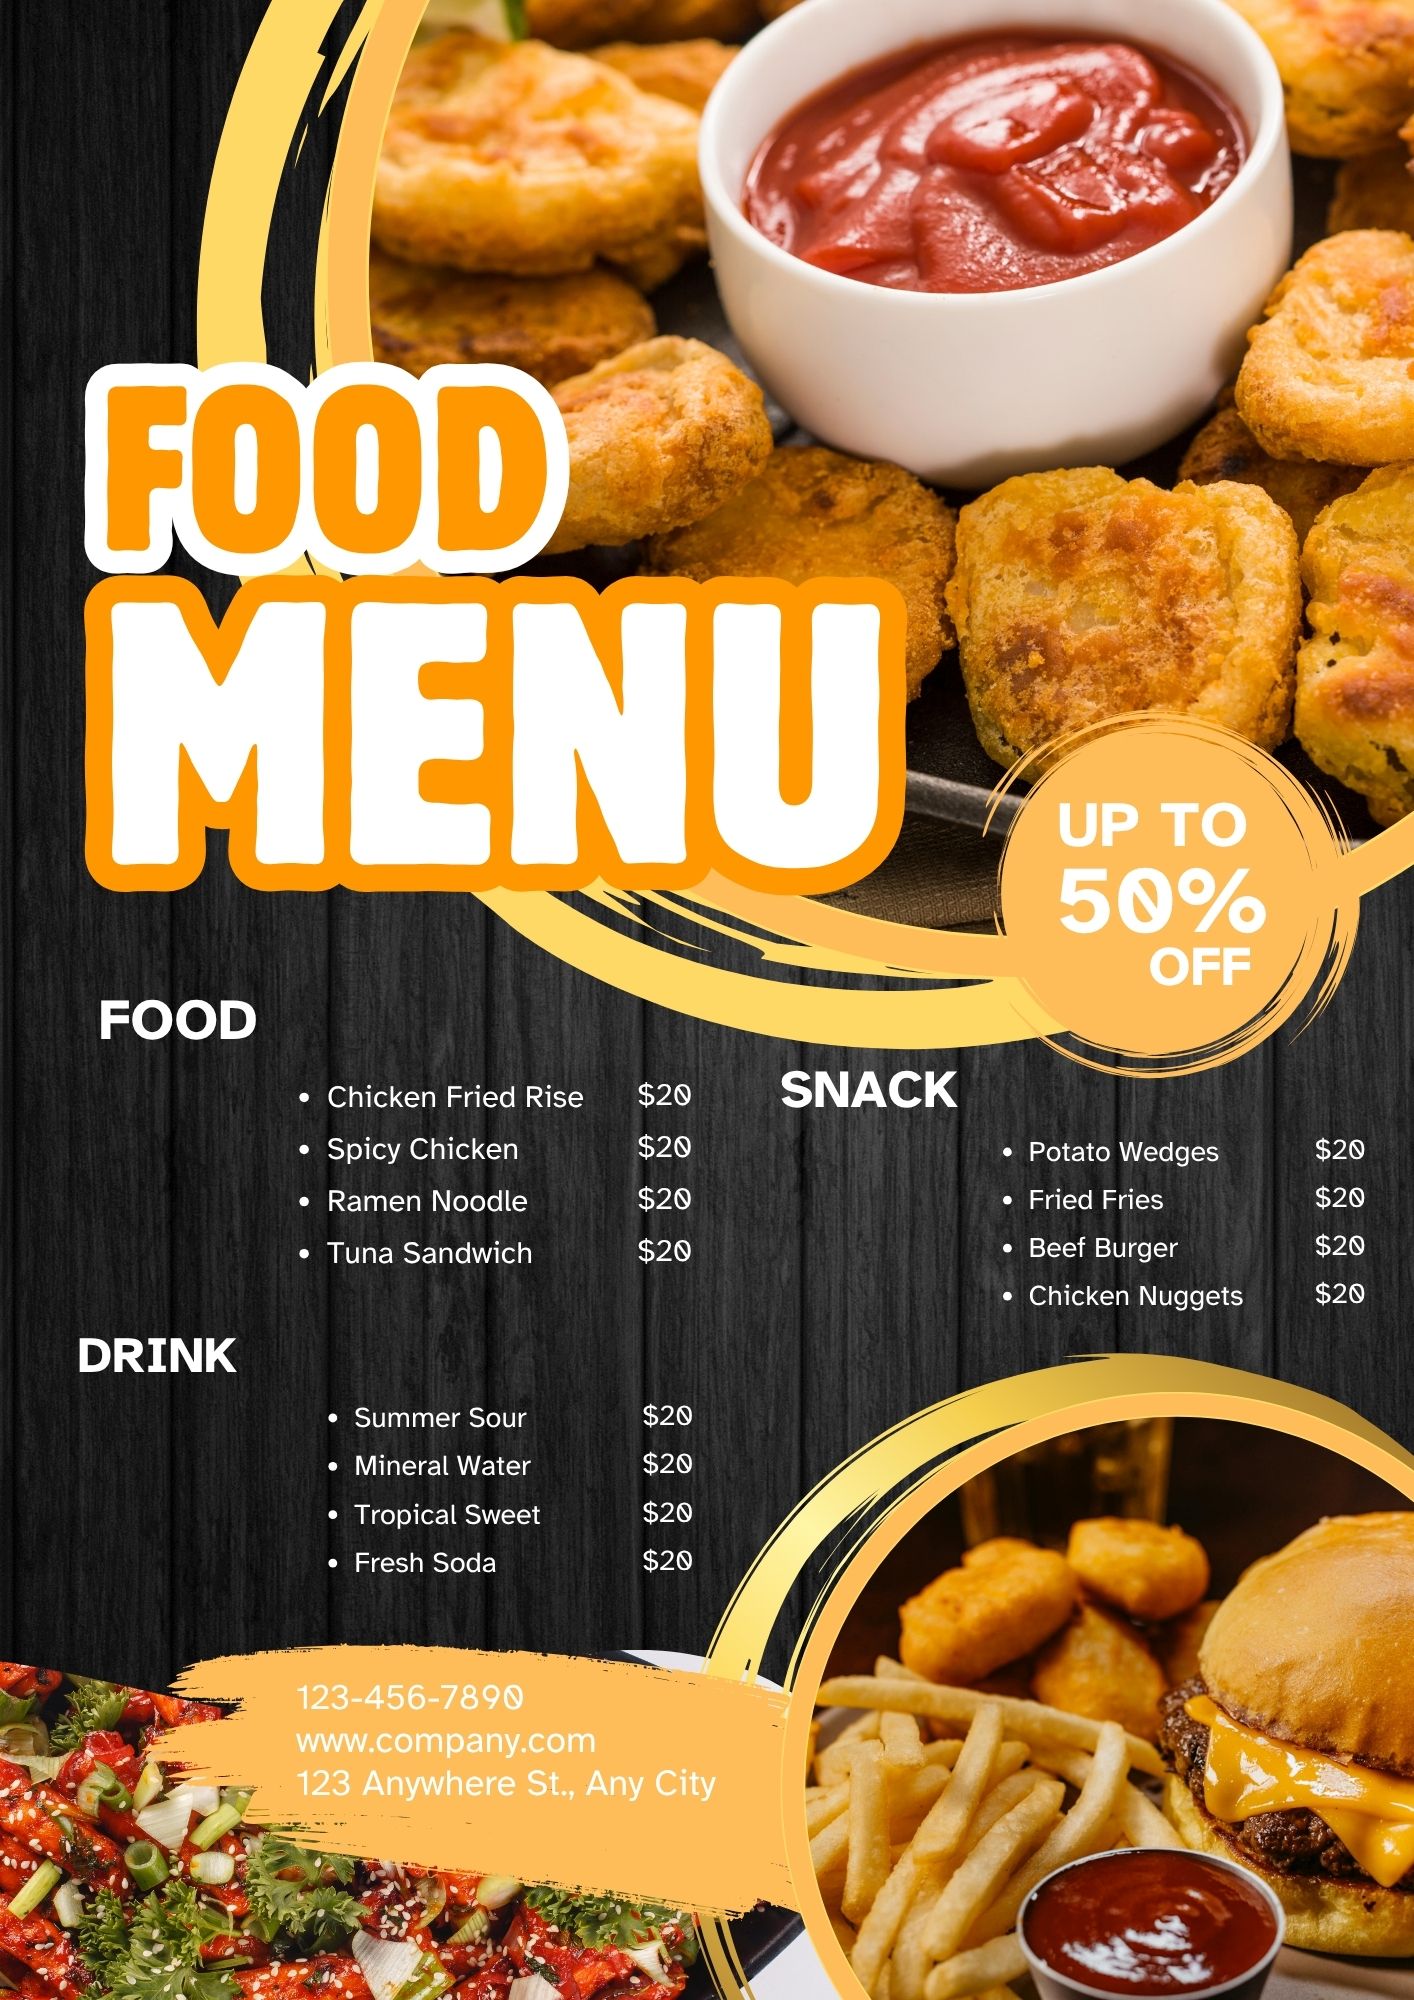 FOOD
MENU
UP TO
50%
OFF
FOOD
• Chicken Fried Rise $20
• Spicy Chicken $20
• Ramen Noodle $20
• Tuna Sandwich $20
SNACK
• Potato Wedges $20
• Fried Fries $20
• Beef Burger $20
• Chicken Nuggets $20
DRINK
• Summer Sour $20
• Mineral Water $20
• Tropical Sweet $20
• Fresh Soda $20
123-456-7890
www.company.com
123 Anywhere St., Any City